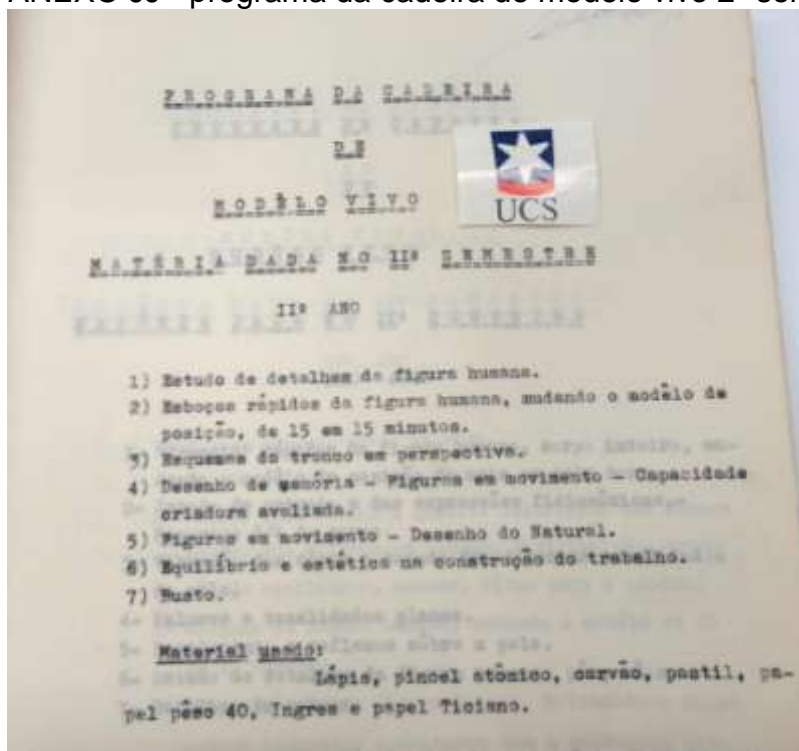 PROGRAMA DA CADEIRA
DE
MODÊLO VIVO
UCS
MATÉRIA DADA NO IIº SEMESTRE
IIº ANO
1) Estudo de detalhes da figura humana.
2) Esboços rápidos da figura humana, mudando o modêlo de
posição, de 15 em 15 minutos.
3) Esquemas do tronco em perspectiva.
4) Desenho de memória - Figuras em movimento - Capacidade
criadora avaliada.
5) Figuras em movimento - Desenho do Natural.
6) Equilíbrio e estética na construção do trabalho.
7) Busto.
Material usado:
Lápis, pincel atômico, carvão, pastil, pa-
pel pêso 40, Ingres e papel Ticiano.